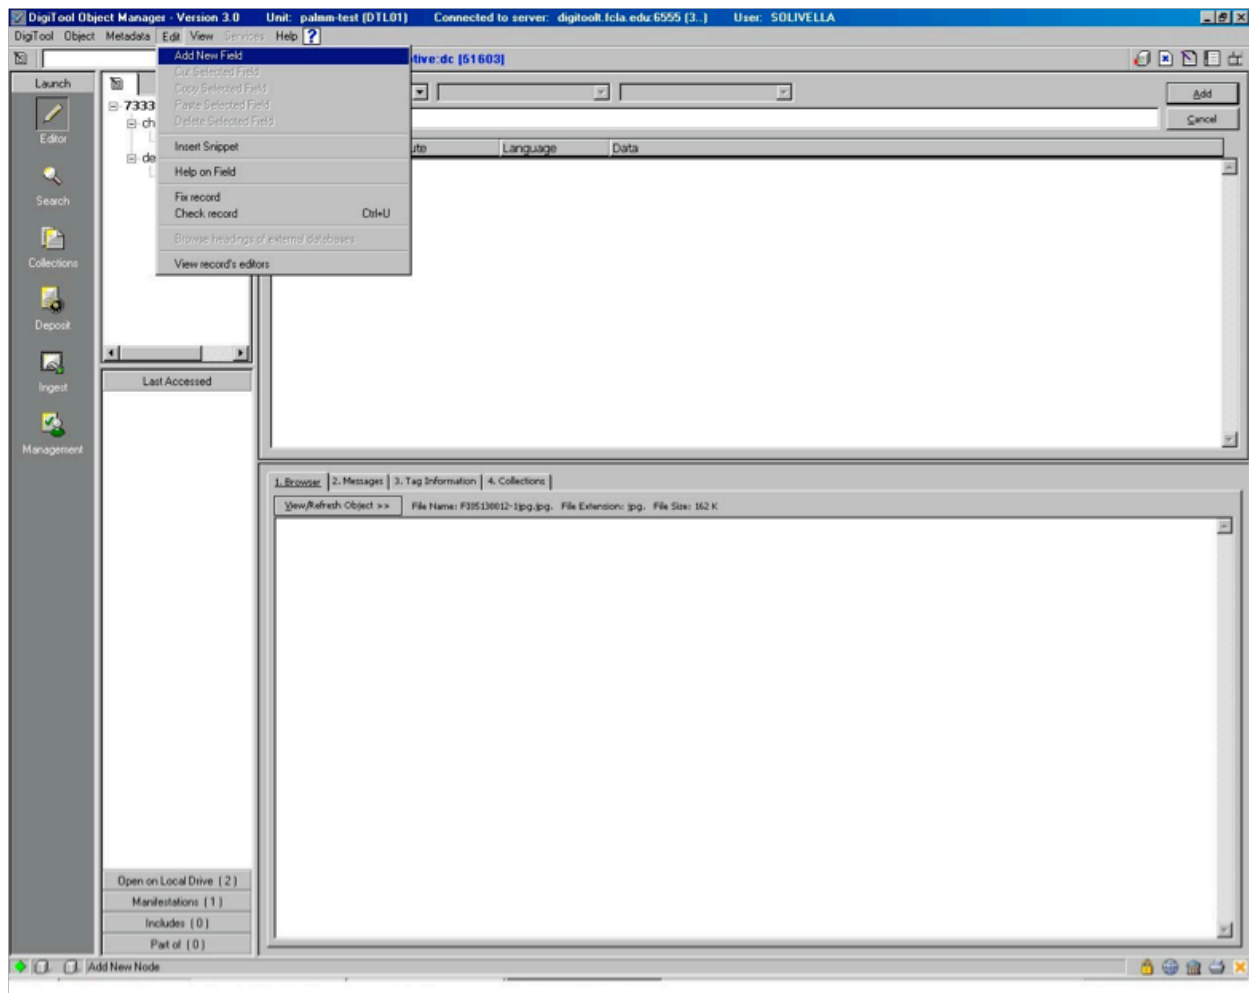 DigiTool Object Manager - Version 3.0 Unit: palmm-test (DTL01) Connected to server: digitoolt.fcla.edu:6555 (3..) User: SOLIVELLA
DigiTool Object Metadata Edit View Services Help ?
tive:dc [51603]
Launch
Editor
Search
Collections
Deposit
Ingest
Management
7333
ch
de
Add New Field
Cut Selected Field
Copy Selected Field
Paste Selected Field
Delete Selected Field
Insert Snippet
Help on Field
Fix record
Check record Ctrl+U
Browse headings of external databases
View record's editors
Add
Cancel
ute Language Data
Last Accessed
Open on Local Drive ( 2 )
Manifestations ( 1 )
Includes ( 0 )
Part of ( 0 )
1. Browser 2. Messages 3. Tag Information 4. Collections
View/Refresh Object >> File Name: FI05130012-1jpg.jpg. File Extension: jpg. File Size: 162 K
Add New Node